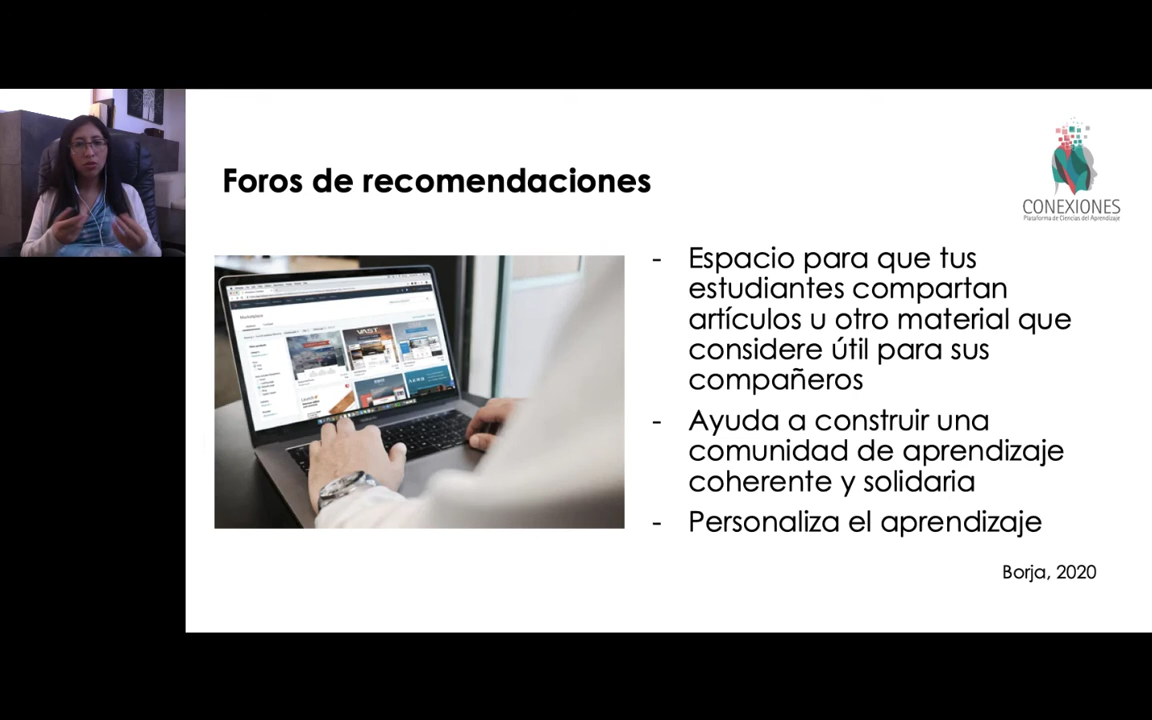 Foros de recomendaciones
CONEXIONES
Plataforma de Ciencias del Aprendizaje
- Espacio para que tus
estudiantes compartan
artículos u otro material que
considere útil para sus
compañeros
- Ayuda a construir una
comunidad de aprendizaje
coherente y solidaria
- Personaliza el aprendizaje
Borja, 2020
VAST